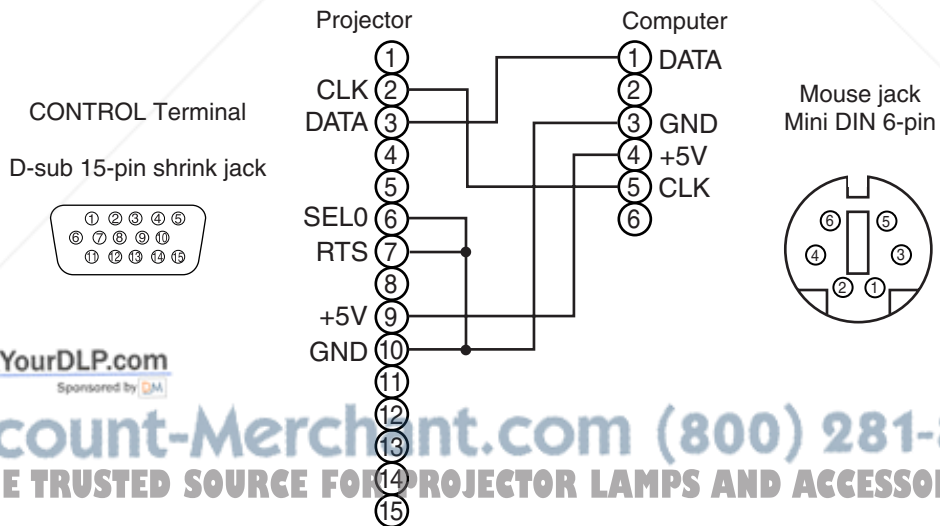 Projector
Computer
CONTROL Terminal
D-sub 15-pin shrink jack
1 2 3 4 5
6 7 8 9 10
11 12 13 14 15
1
CLK 2
DATA 3
4
5
SEL0 6
RTS 7
8
+5V 9
GND 10
11
12
13
14
15
1 DATA
2
3 GND
4 +5V
5 CLK
6
Mouse jack
Mini DIN 6-pin
6 5
4 3
2 1
YourDLP.com
Sponsored by DM
count-Merchant.com (800) 281-
E TRUSTED SOURCE FOR PROJECTOR LAMPS AND ACCESSO